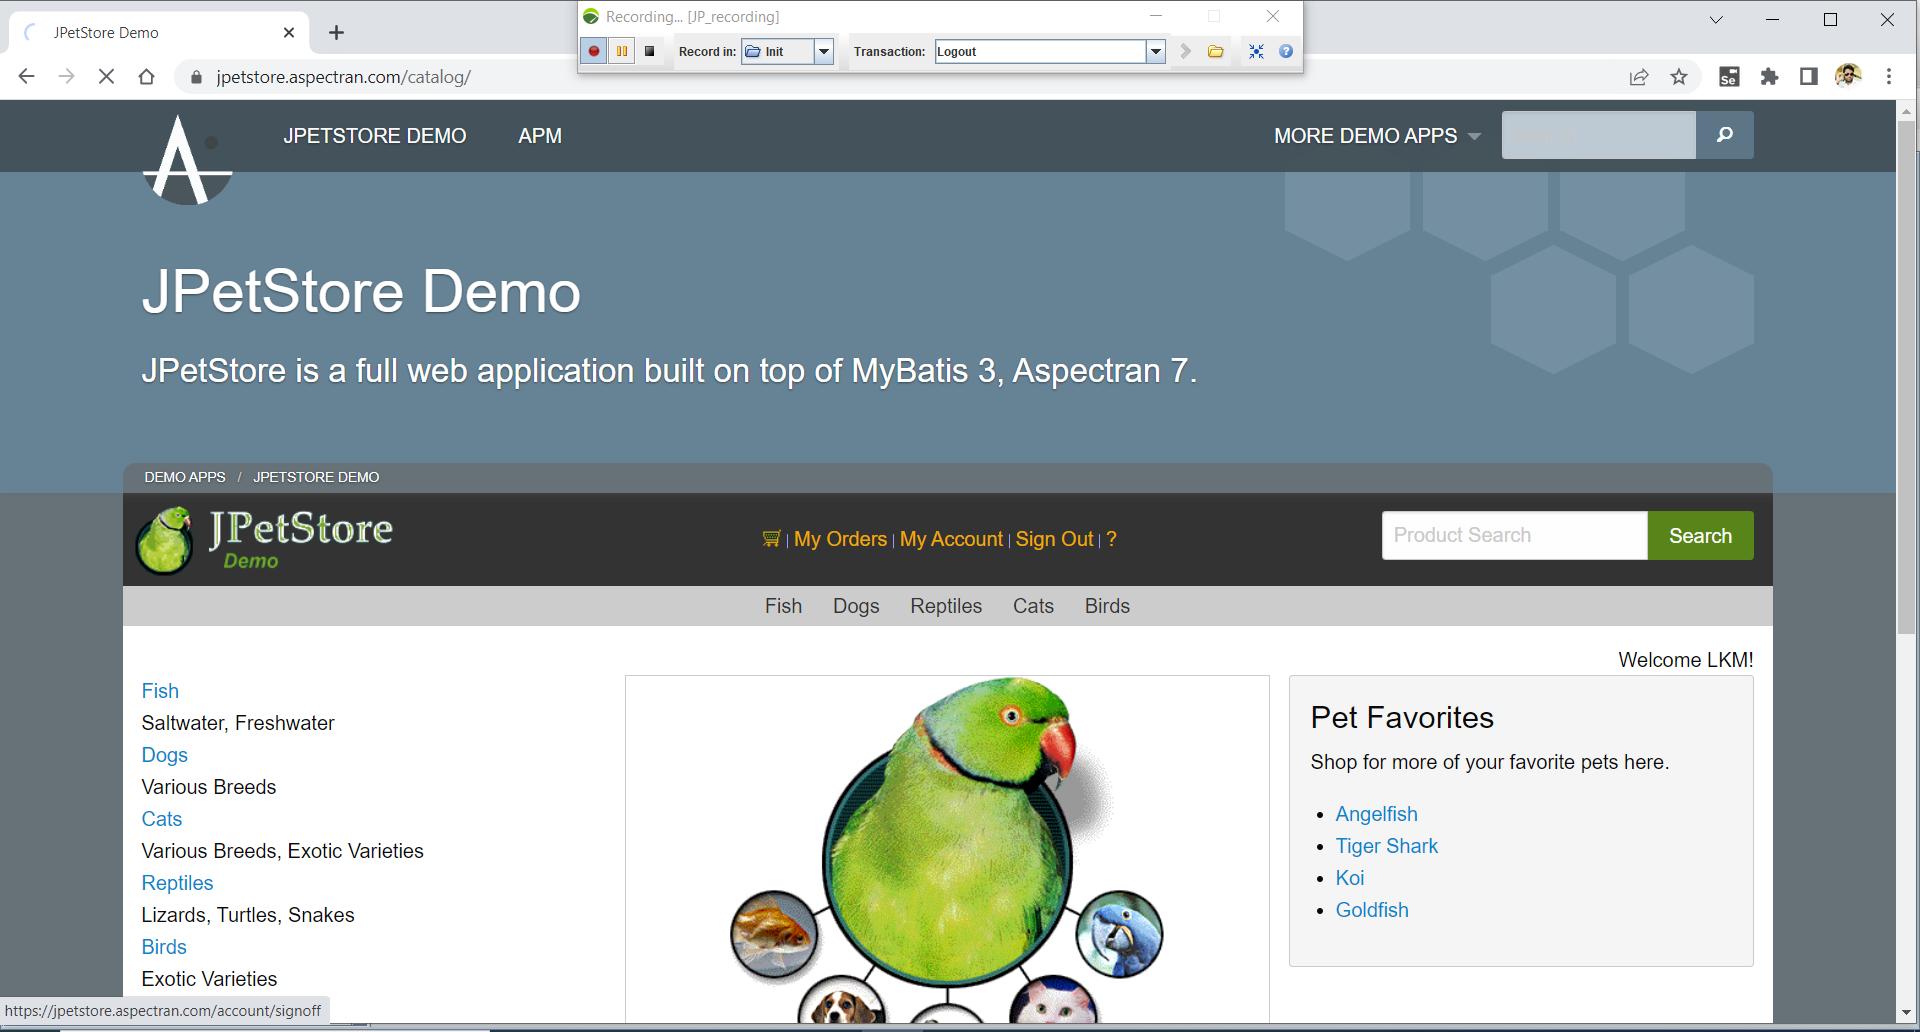 JPetStore Demo
Recording... [JP_recording]
Record in: Init Transaction: Logout
jpetstore.aspectran.com/catalog/
Se
JPETSTORE DEMO APM MORE DEMO APPS
JPetStore Demo
JPetStore is a full web application built on top of MyBatis 3, Aspectran 7.
DEMO APPS / JPETSTORE DEMO
JPetStore
Demo
| My Orders | My Account | Sign Out | ?
Product Search Search
Fish Dogs Reptiles Cats Birds
Welcome LKM!
Fish
Saltwater, Freshwater
Dogs
Various Breeds
Cats
Various Breeds, Exotic Varieties
Reptiles
Lizards, Turtles, Snakes
Birds
Exotic Varieties
Pet Favorites
Shop for more of your favorite pets here.
Angelfish
Tiger Shark
Koi
Goldfish
https://jpetstore.aspectran.com/account/signoff